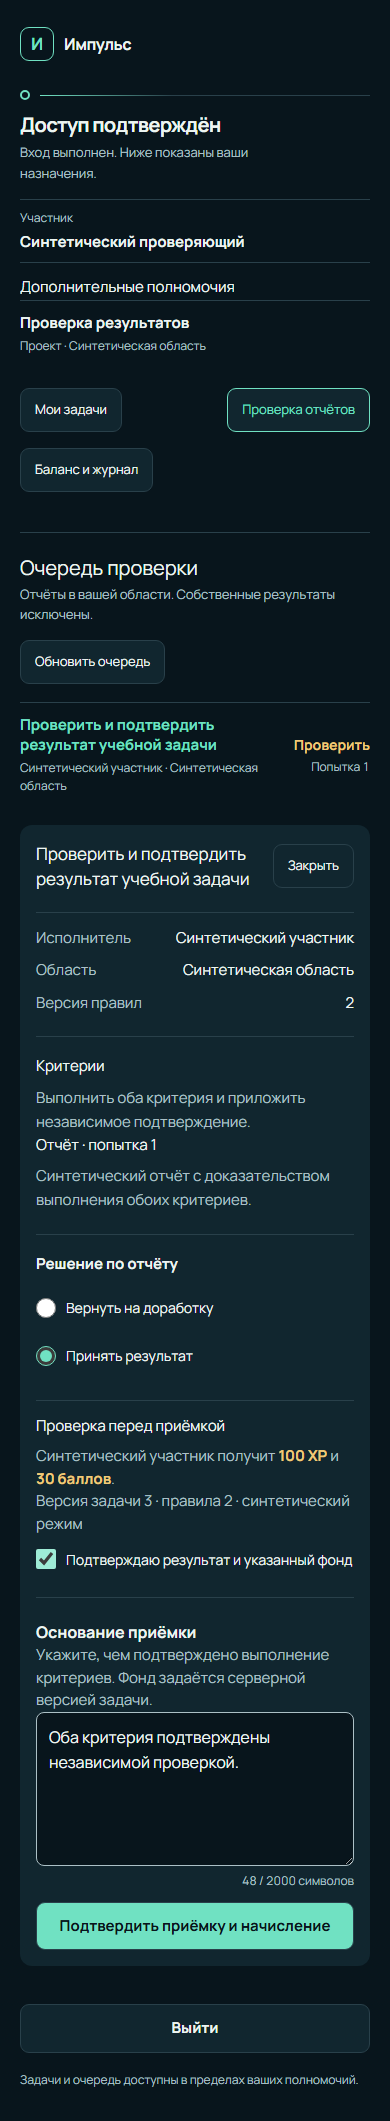 И Импульс
Доступ подтверждён
Вход выполнен. Ниже показаны ваши
назначения.
Участник
Синтетический проверяющий
Дополнительные полномочия
Проверка результатов
Проект · Синтетическая область
Мои задачи Проверка отчётов
Баланс и журнал
Очередь проверки
Отчёты в вашей области. Собственные результаты
исключены.
Обновить очередь
Проверить и подтвердить
результат учебной задачи Проверить
Синтетический участник · Синтетическая Попытка 1
область
Проверить и подтвердить
результат учебной задачи Закрыть
Исполнитель Синтетический участник
Область Синтетическая область
Версия правил 2
Критерии
Выполнить оба критерия и приложить
независимое подтверждение.
Отчёт · попытка 1
Синтетический отчёт с доказательством
выполнения обоих критериев.
Решение по отчёту
Вернуть на доработку
Принять результат
Проверка перед приёмкой
Синтетический участник получит 100 XP и
30 баллов.
Версия задачи 3 · правила 2 · синтетический
режим
Подтверждаю результат и указанный фонд
Основание приёмки
Укажите, чем подтверждено выполнение
критериев. Фонд задаётся серверной
версией задачи.
Оба критерия подтверждены
независимой проверкой.
48 / 2000 символов
Подтвердить приёмку и начисление
Выйти
Задачи и очередь доступны в пределах ваших полномочий.